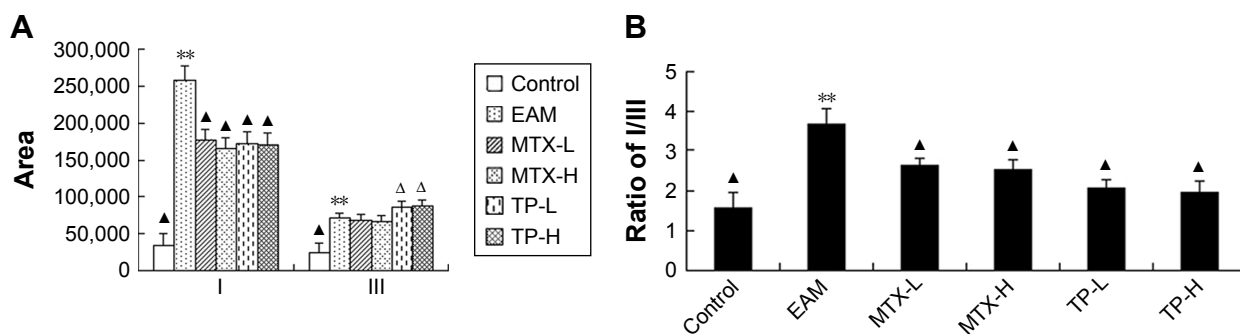 A
Area
300,000
250,000
200,000
150,000
100,000
50,000
0
**
▲
▲
▲
▲
▲
▲
**
Δ
Δ
I
III
Control
EAM
MTX-L
MTX-H
TP-L
TP-H
B
Ratio of I/III
5
4
3
2
1
0
▲
**
▲
▲
▲
▲
Control
EAM
MTX-L
MTX-H
TP-L
TP-H